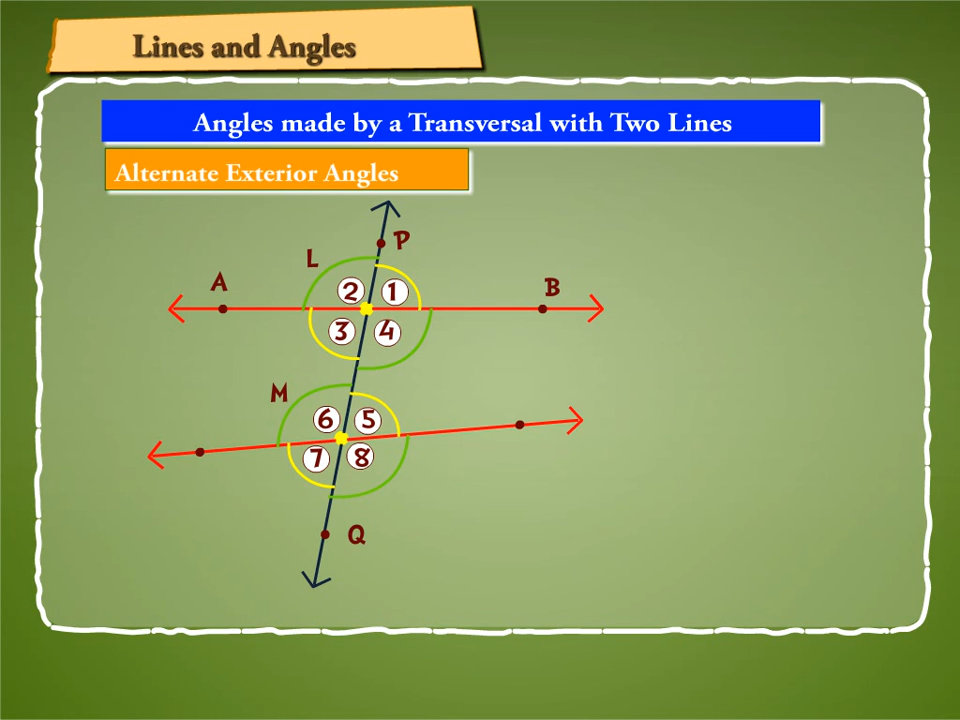 Lines and Angles
Angles made by a Transversal with Two Lines
Alternate Exterior Angles
P
L
A
B
2 1
3 4
M
6 5
7 8
Q